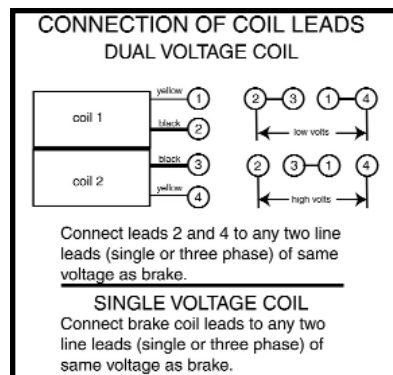 CONNECTION OF COIL LEADS
DUAL VOLTAGE COIL
yellow 1
coil 1
black 2
black 3
coil 2
yellow 4
2 3 1 4
low volts
2 3 1 4
high volts
Connect leads 2 and 4 to any two line
leads (single or three phase) of same
voltage as brake.
SINGLE VOLTAGE COIL
Connect brake coil leads to any two
line leads (single or three phase) of
same voltage as brake.